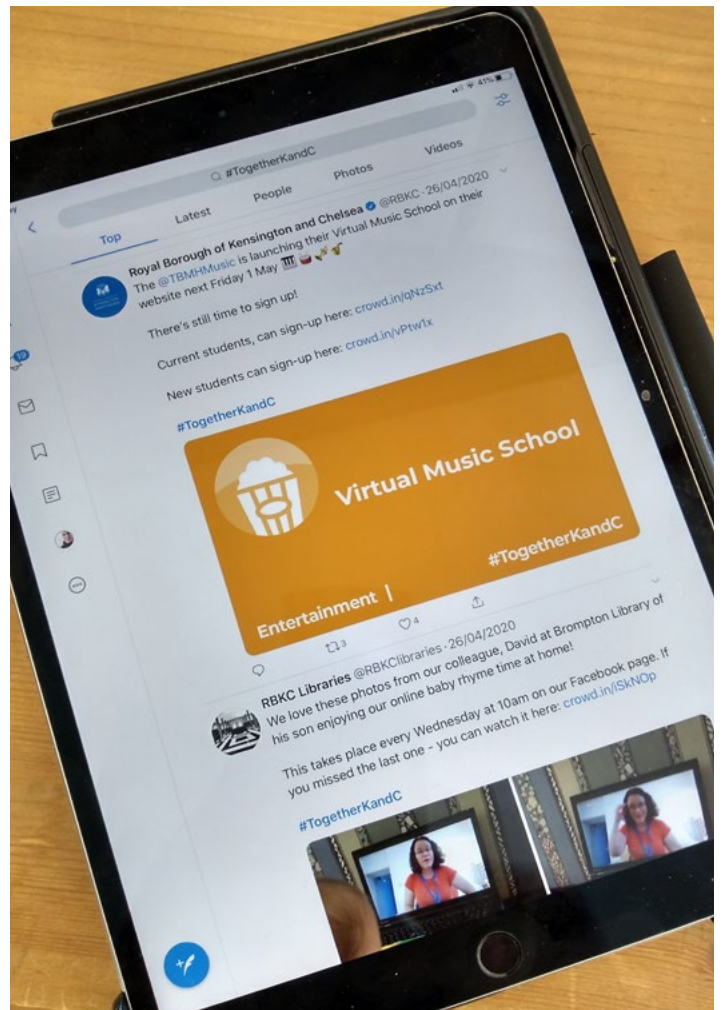 41%
#TogetherKandC
Top
Latest
People
Photos
Videos
Royal Borough of Kensington and Chelsea @RBKC · 26/04/2020
The @TBMHMusic is launching their Virtual Music School on their
website next Friday 1 May 🎹🥁🎺🎷
There's still time to sign up!
Current students, can sign-up here: crowd.in/qNzSxt
New students can sign-up here: crowd.in/vPtw1x
#TogetherKandC
Virtual Music School
Entertainment |
#TogetherKandC
3
4
19
RBKC Libraries @RBKClibraries · 26/04/2020
We love these photos from our colleague, David at Brompton Library of
his son enjoying our online baby rhyme time at home!
This takes place every Wednesday at 10am on our Facebook page. If
you missed the last one - you can watch it here: crowd.in/lSkNOp
#TogetherKandC